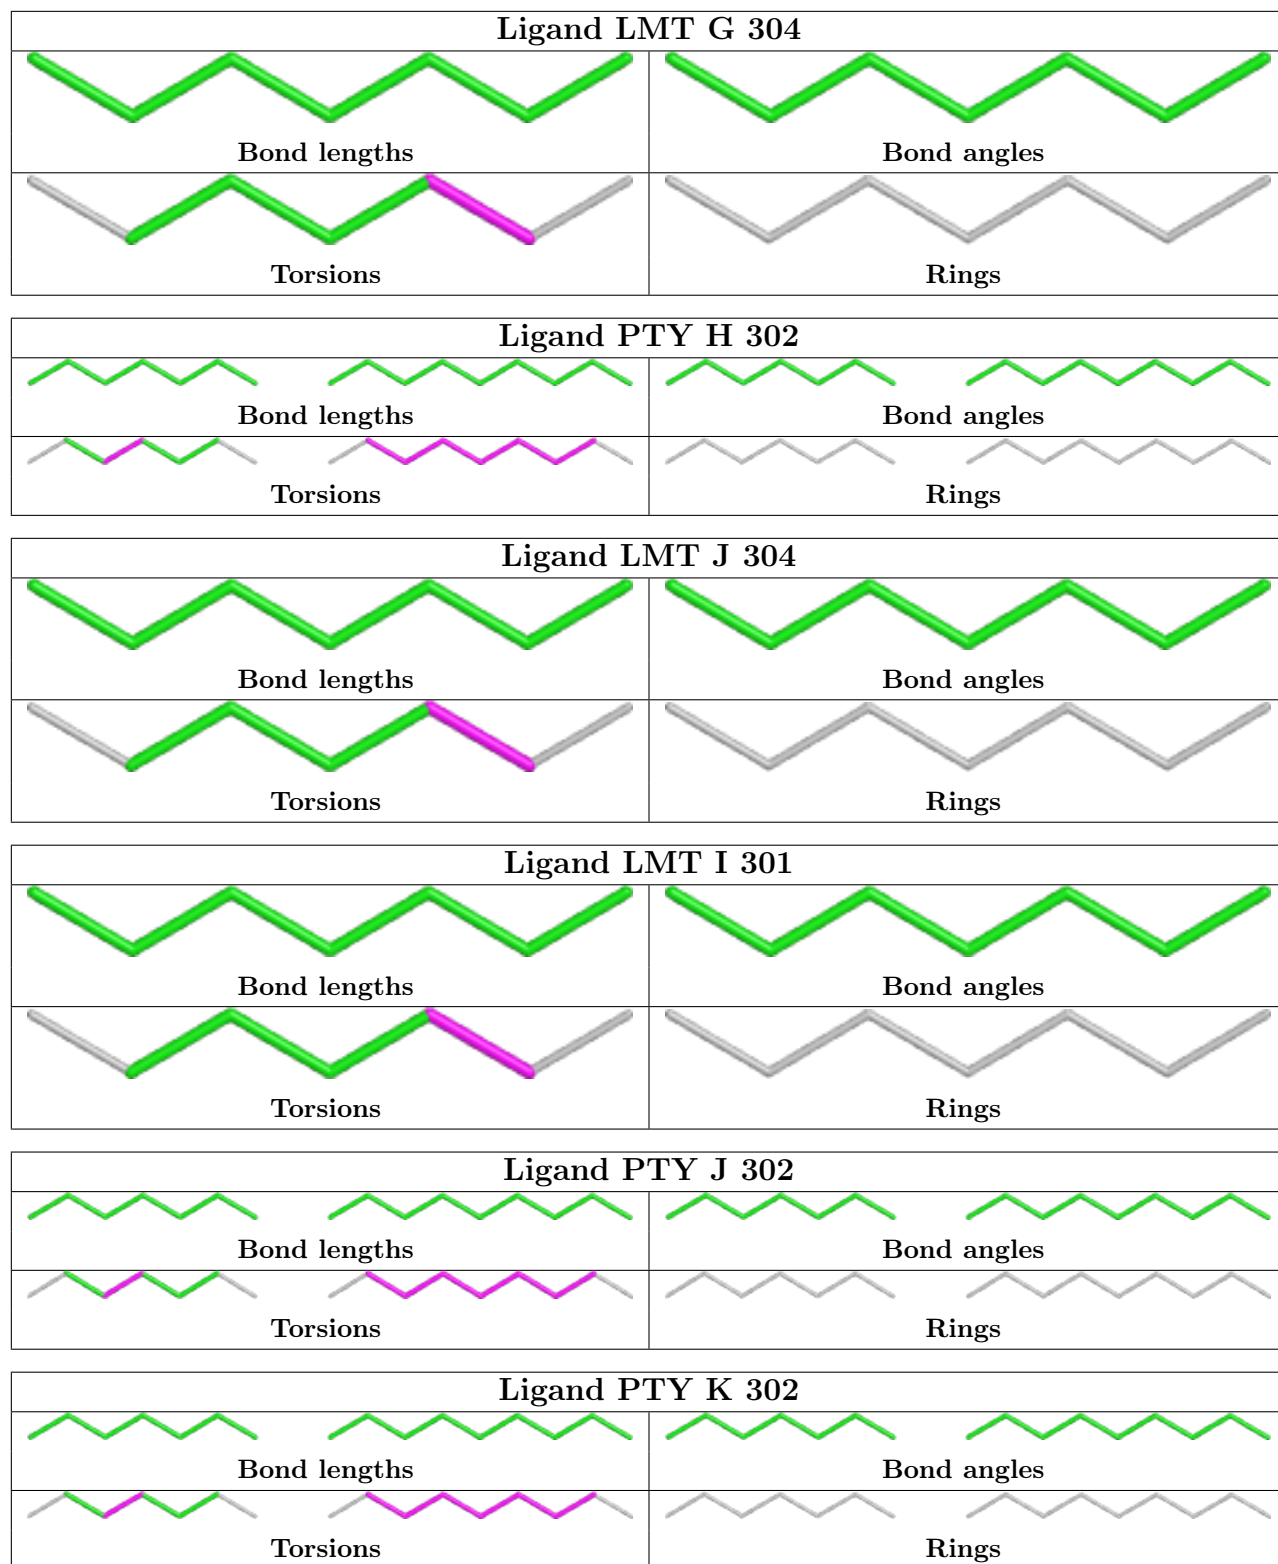 Ligand LMT G 304
Bond lengths Bond angles
Torsions Rings
Ligand PTY H 302
Bond lengths Bond angles
Torsions Rings
Ligand LMT J 304
Bond lengths Bond angles
Torsions Rings
Ligand LMT I 301
Bond lengths Bond angles
Torsions Rings
Ligand PTY J 302
Bond lengths Bond angles
Torsions Rings
Ligand PTY K 302
Bond lengths Bond angles
Torsions Rings